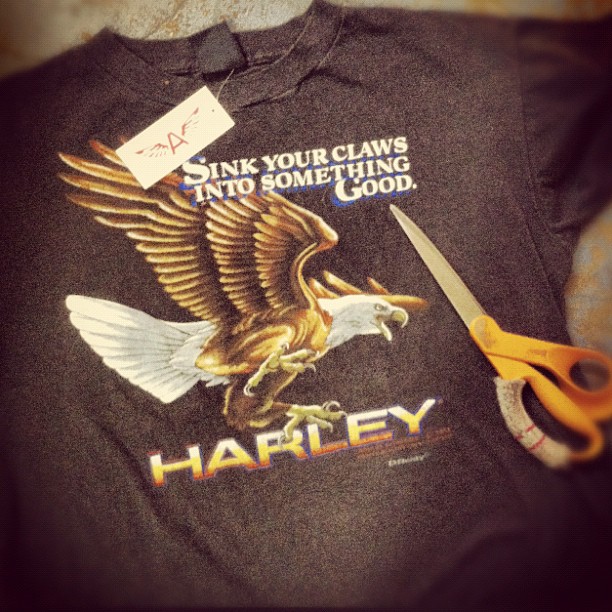 A
SINK YOUR CLAWS
INTO SOMETHING
GOOD.
HARLEY